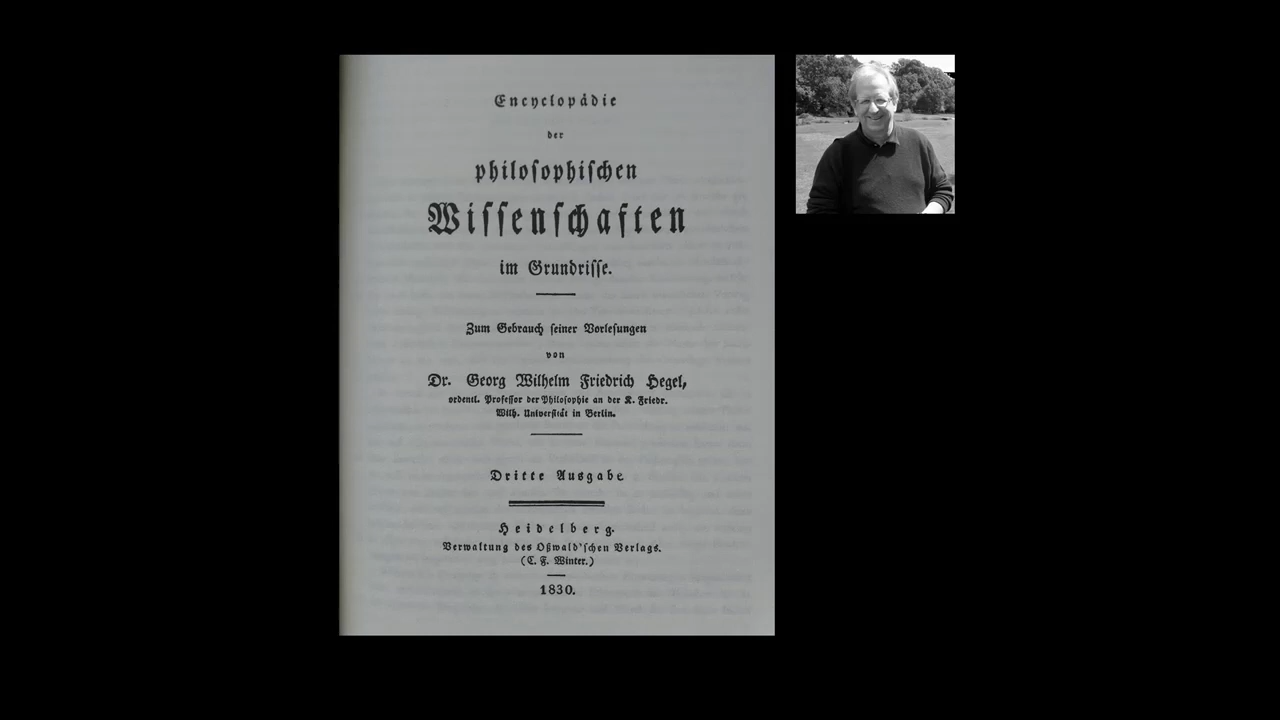 Encyclopädie
der
philoſophiſchen
Wiſſenſchaften
im Grundriſſe.
Zum Gebrauch ſeiner Vorleſungen
von
Dr. Georg Wilhelm Friedrich Hegel,
ordentl. Profeſſor der Philoſophie an der K. Friedr.
Wilh. Univerſität in Berlin.
Dritte Ausgabe
Heidelberg.
Verwaltung des Oßwald'ſchen Verlags.
(C. F. Winter.)
1830.